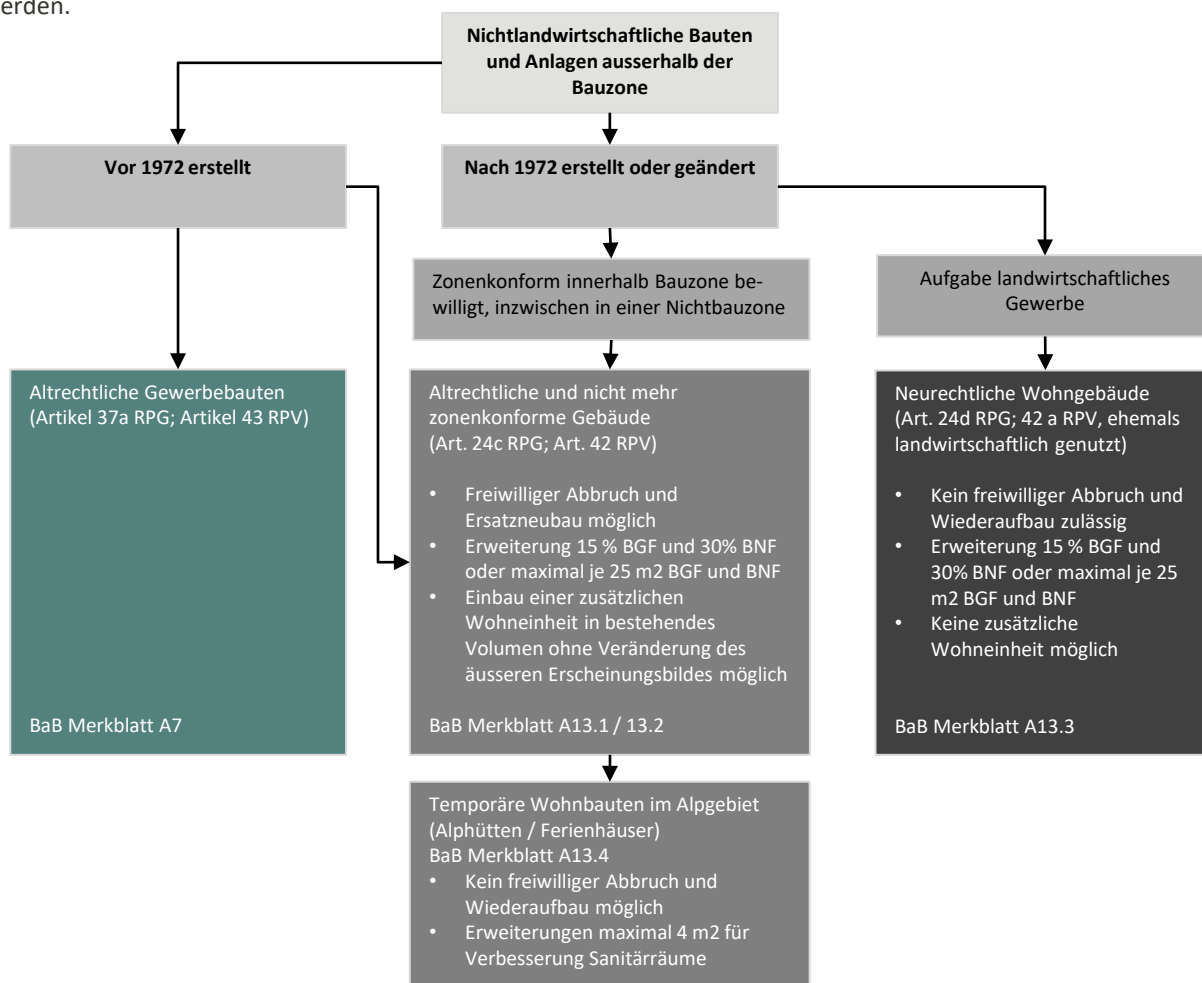 erden.
Nichtlandwirtschaftliche Bauten
und Anlagen ausserhalb der
Bauzone
Vor 1972 erstellt
Nach 1972 erstellt oder geändert
Zonenkonform innerhalb Bauzone be-
willigt, inzwischen in einer Nichtbauzone
Aufgabe landwirtschaftliches
Gewerbe
Altrechtliche Gewerbebauten
(Artikel 37a RPG; Artikel 43 RPV)
BaB Merkblatt A7
Altrechtliche und nicht mehr
zonenkonforme Gebäude
(Art. 24c RPG; Art. 42 RPV)
• Freiwilliger Abbruch und
Ersatzneubau möglich
• Erweiterung 15 % BGF und 30% BNF
oder maximal je 25 m2 BGF und BNF
• Einbau einer zusätzlichen
Wohneinheit in bestehendes
Volumen ohne Veränderung des
äusseren Erscheinungsbildes möglich
BaB Merkblatt A13.1 / 13.2
Neurechtliche Wohngebäude
(Art. 24d RPG; 42 a RPV, ehemals
landwirtschaftlich genutzt)
• Kein freiwilliger Abbruch und
Wiederaufbau zulässig
• Erweiterung 15 % BGF und
30% BNF oder maximal je 25
m2 BGF und BNF
• Keine zusätzliche
Wohneinheit möglich
BaB Merkblatt A13.3
Temporäre Wohnbauten im Alpgebiet
(Alphütten / Ferienhäuser)
BaB Merkblatt A13.4
• Kein freiwilliger Abbruch und
Wiederaufbau möglich
• Erweiterungen maximal 4 m2 für
Verbesserung Sanitärräume